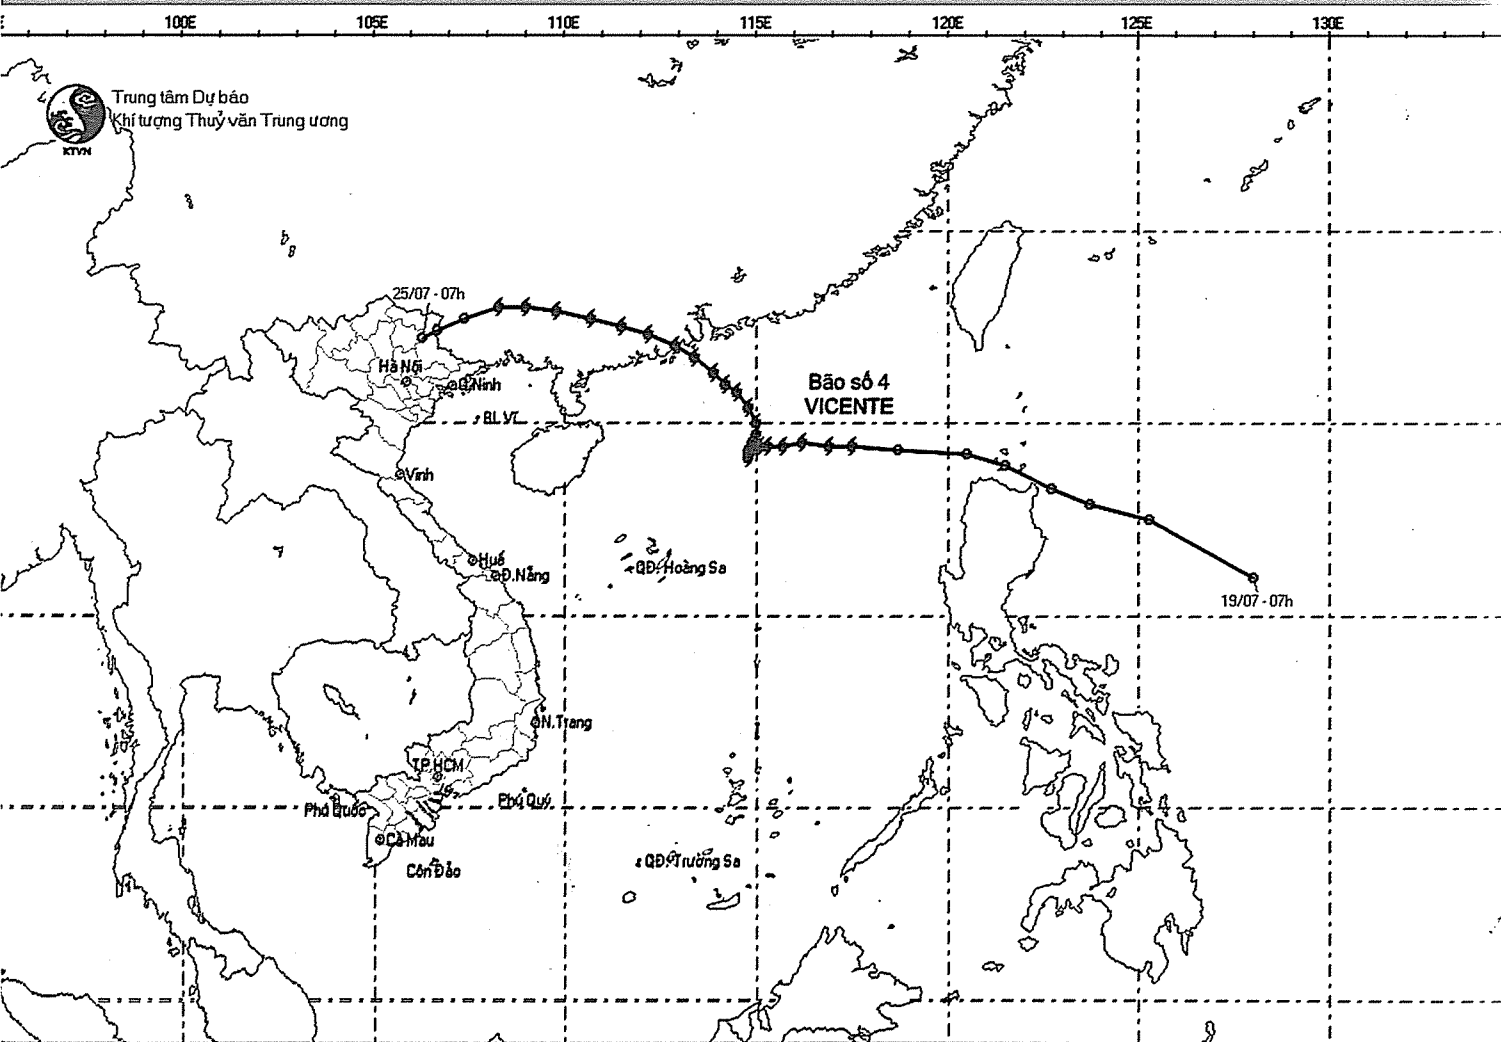 100E
105E
110E
115E
120E
125E
130E
Trung tâm Dự báo
Khí tượng Thuỷ văn Trung ương
KTVN
25/07 - 07h
Hà Nội
Q.Ninh
BL Vĩ
Bão số 4
VICENTE
Vinh
Huế
Đ.Nẵng
QĐ. Hoàng Sa
19/07 - 07h
N.Trang
TP.HCM
Phú Quốc
Phú Quý
Cà Mau
Côn Đảo
QĐ.Trường Sa